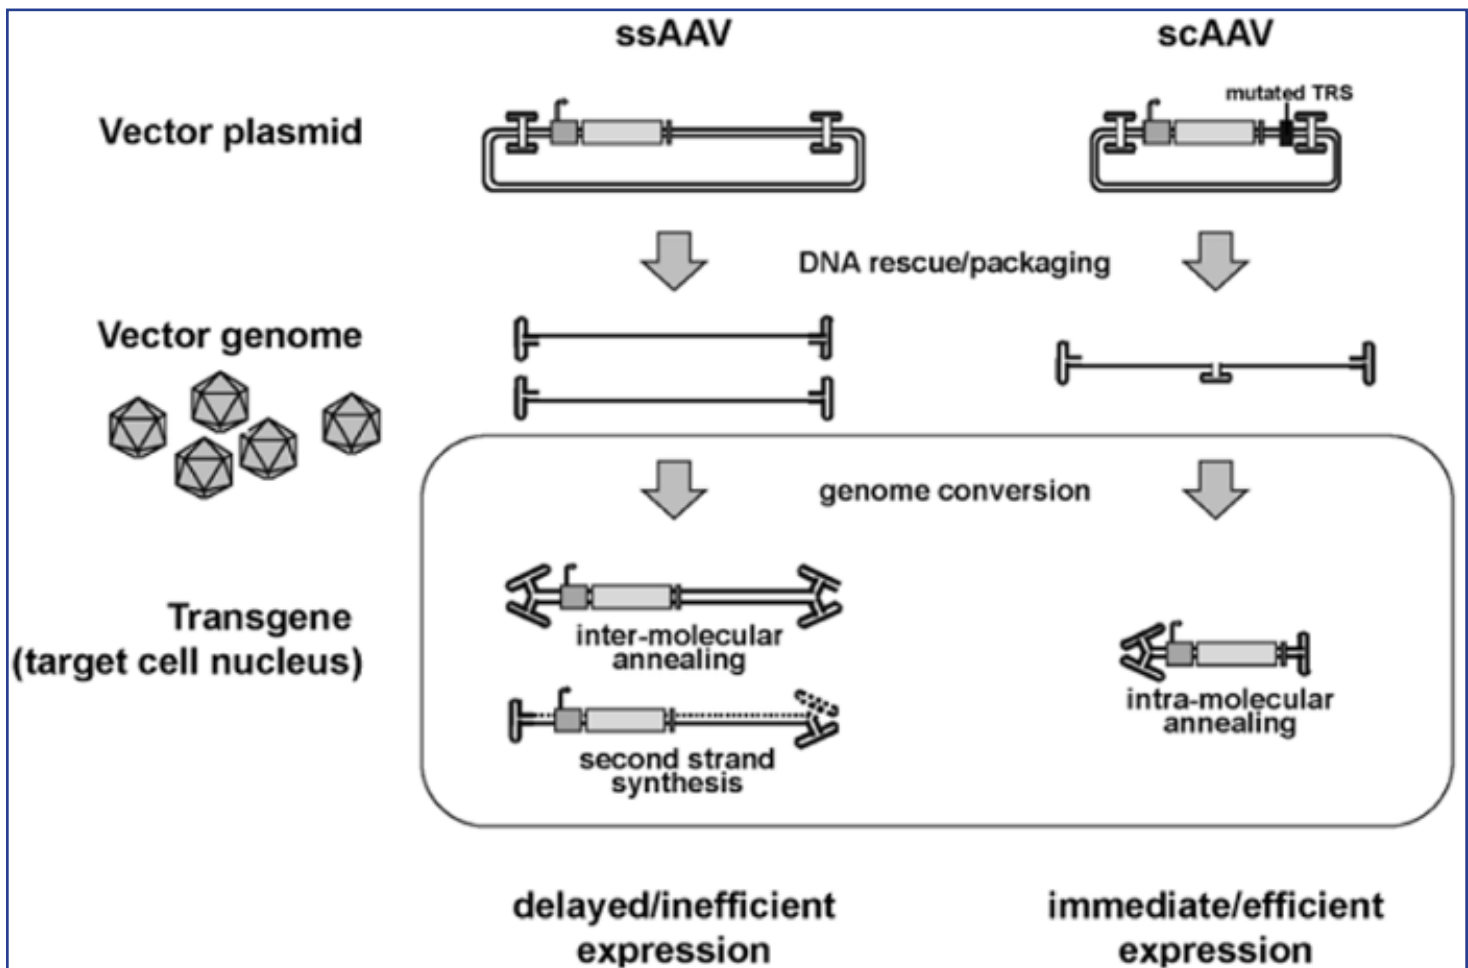 ssAAV
scAAV
mutated TRS
Vector plasmid
DNA rescue/packaging
Vector genome
genome conversion
Transgene
(target cell nucleus)
inter-molecular
annealing
second strand
synthesis
intra-molecular
annealing
delayed/inefficient
expression
immediate/efficient
expression